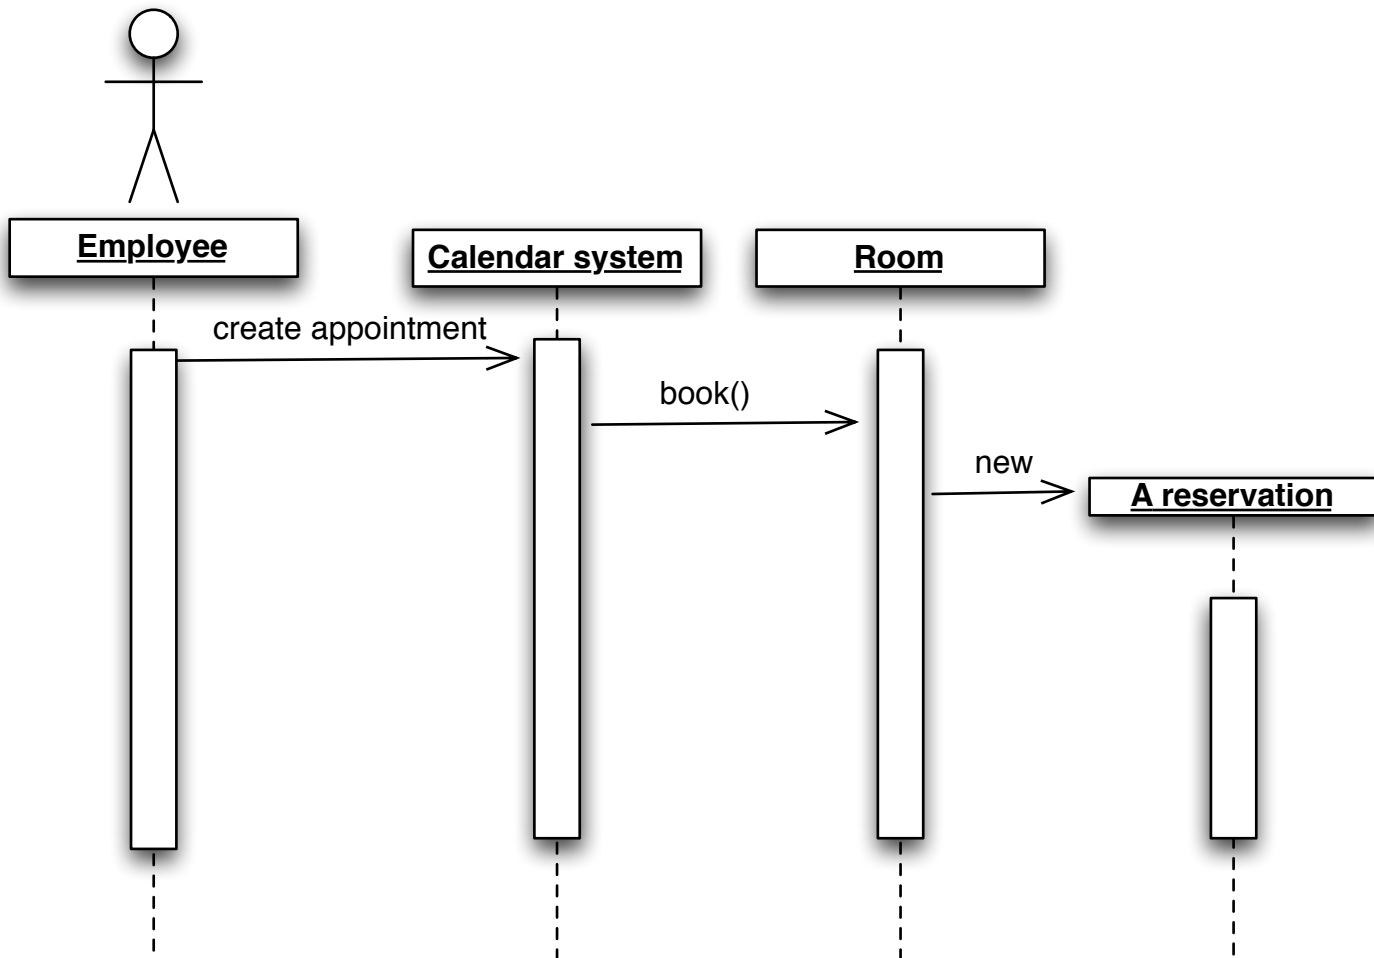 Employee
Calendar system
Room
create appointment
book()
new
A reservation